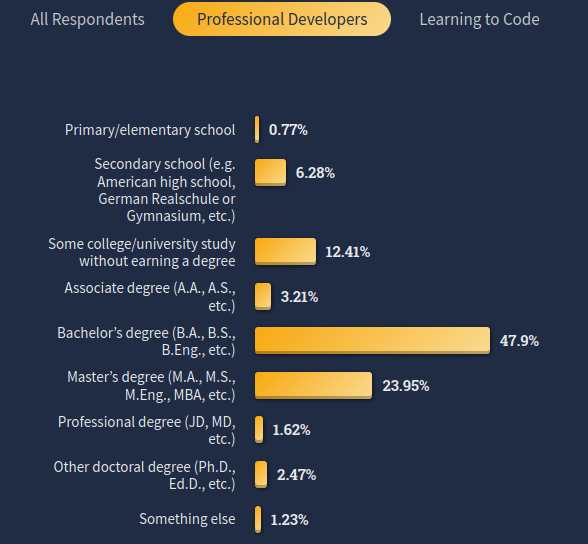 All Respondents Professional Developers Learning to Code
Primary/elementary school 0.77%
Secondary school (e.g.
American high school,
German Realschule or
Gymnasium, etc.) 6.28%
Some college/university study
without earning a degree 12.41%
Associate degree (A.A., A.S.,
etc.) 3.21%
Bachelor’s degree (B.A., B.S.,
B.Eng., etc.) 47.9%
Master’s degree (M.A., M.S.,
M.Eng., MBA, etc.) 23.95%
Professional degree (JD, MD,
etc.) 1.62%
Other doctoral degree (Ph.D.,
Ed.D., etc.) 2.47%
Something else 1.23%